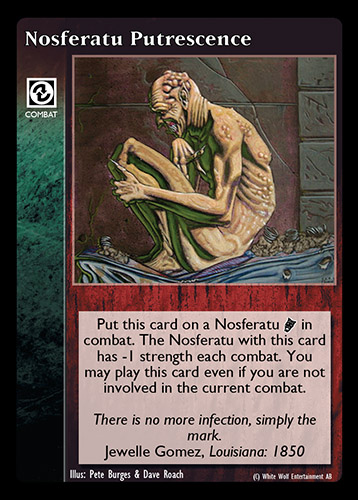 Nosferatu Putrescence
COMBAT
Put this card on a Nosferatu in
combat. The Nosferatu with this card
has -1 strength each combat. You
may play this card even if you are not
involved in the current combat.
There is no more infection, simply the
mark.
Jewelle Gomez, Louisiana: 1850
Illus: Pete Burges & Dave Roach
(C) White Wolf Entertainment AB